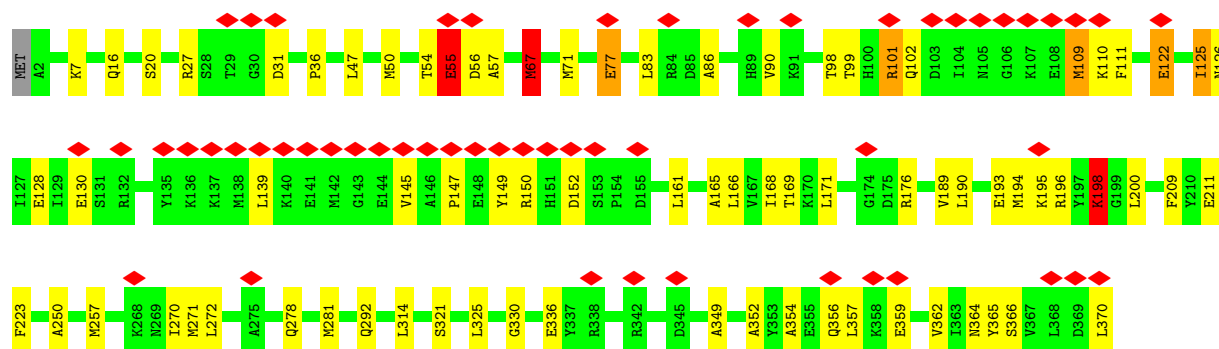 MET A2 K7 Q16 S20 R27 S28 T29 G30 D31 P36 L47 M50 T54 E55 D56 A57 M67 M71 E77 L83 R84 D85 A86 H89 V90 K91 T98 T99 H100 R101 Q102 D103 I104 N105 G106 K107 E108 M109 K110 F111 E122 I125 N126
I127 E128 I129 E130 S131 R132 Y135 K136 K137 M138 L139 K140 E141 M142 G143 E144 V145 A146 P147 E148 Y149 R150 H151 D152 S153 P154 D155 L161 A165 L166 V167 I168 T169 K170 L171 G174 D175 R176 V189 L190 E193 M194 K195 R196 Y197 K198 G199 L200 F209 Y210 E211
F223 A250 M257 K268 N269 I270 M271 L272 A275 Q278 M281 Q292 L314 S321 L325 G330 E336 Y337 R338 R342 D345 A349 A352 Y353 A354 E355 Q356 L357 K358 E359 V362 I363 N364 Y365 S366 V367 L368 D369 L370